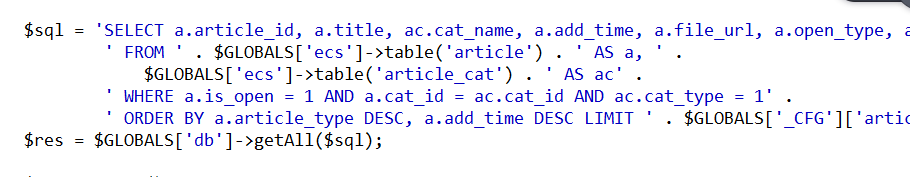 $sql = 'SELECT a.article_id, a.title, ac.cat_name, a.add_time, a.file_url, a.open_type,
' FROM ' . $GLOBALS['ecs']->table('article') . ' AS a, ' .
$GLOBALS['ecs']->table('article_cat') . ' AS ac' .
' WHERE a.is_open = 1 AND a.cat_id = ac.cat_id AND ac.cat_type = 1' .
' ORDER BY a.article_type DESC, a.add_time DESC LIMIT ' . $GLOBALS['_CFG']['artic
$res = $GLOBALS['db']->getAll($sql);